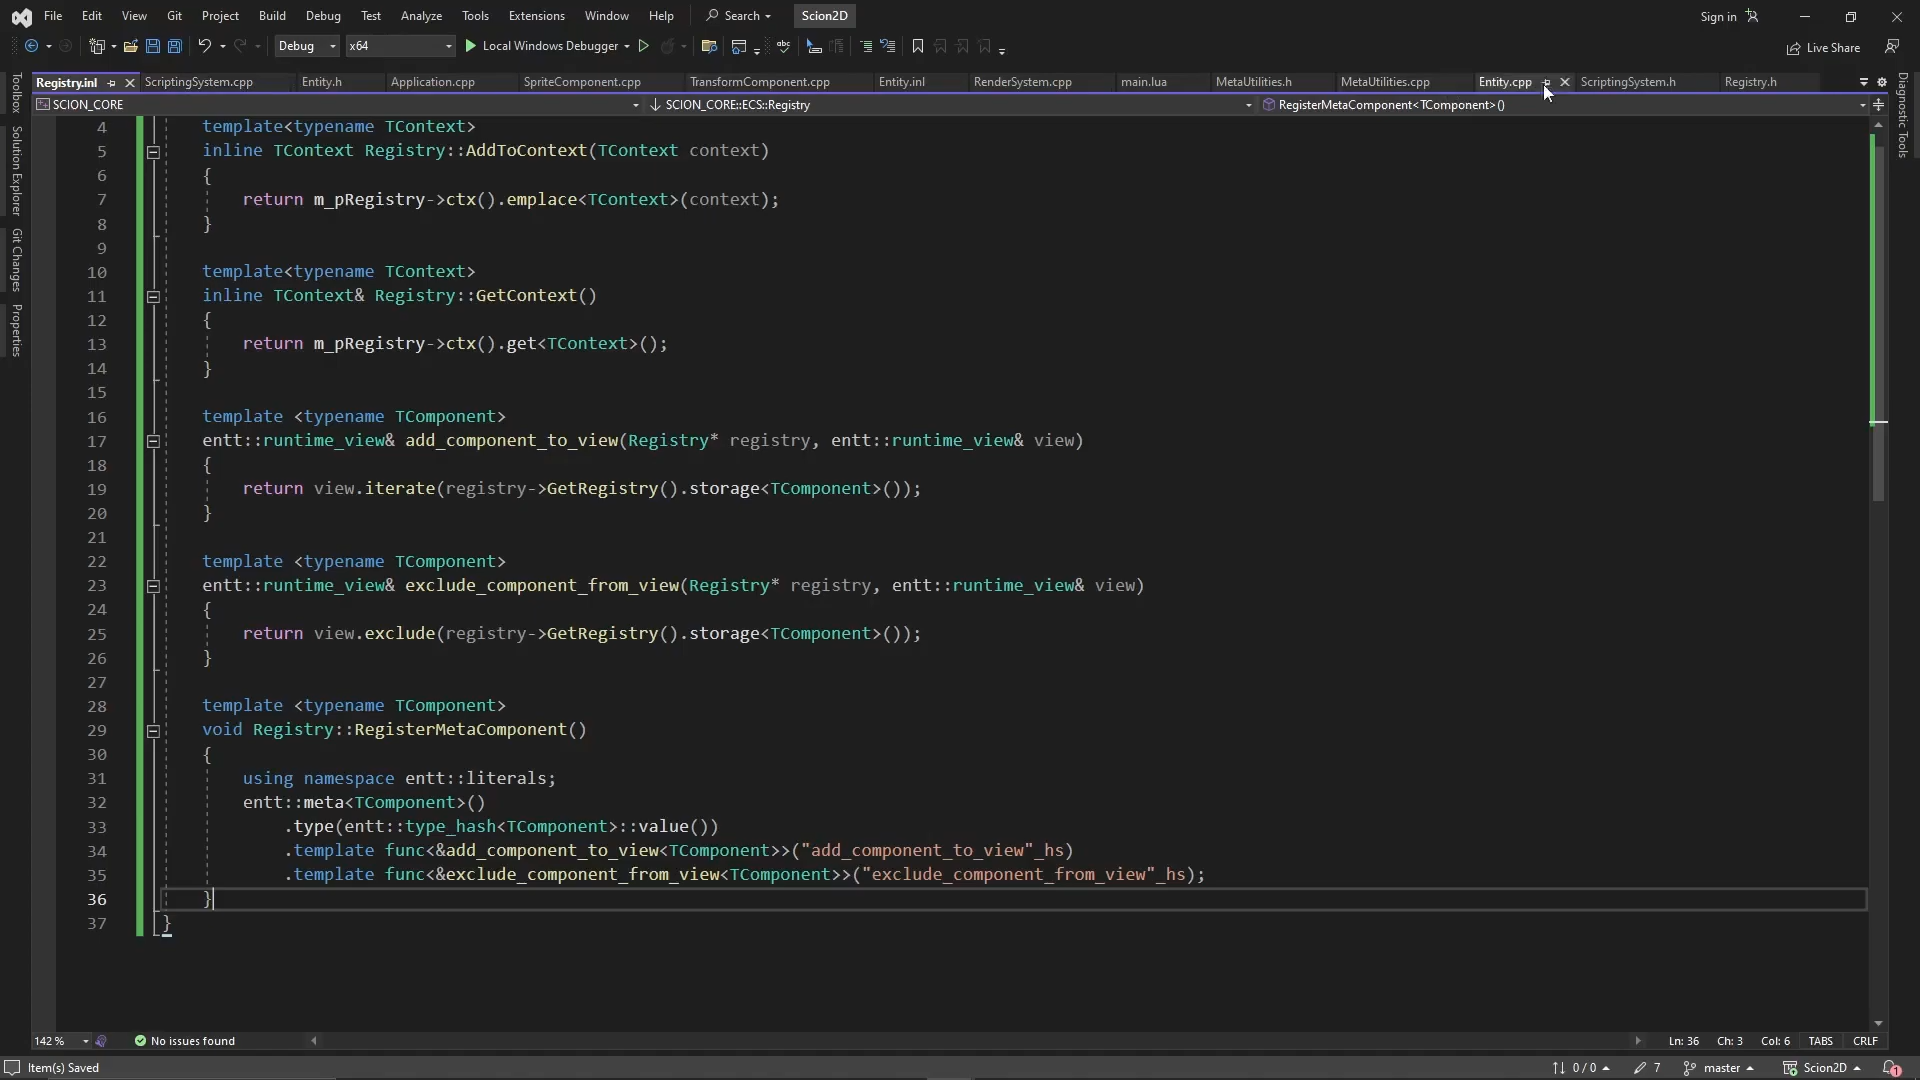 File Edit View Git Project Build Debug Test Analyze Tools Extensions Window Help Search Scion2D Sign in
Debug x64 Local Windows Debugger Live Share
Registry.inl ScriptingSystem.cpp Entity.h Application.cpp SpriteComponent.cpp TransformComponent.cpp Entity.inl RenderSystem.cpp main.lua MetaUtilities.h MetaUtilities.cpp Entity.cpp ScriptingSystem.h Registry.h
SCION_CORE SCION_CORE::ECS::Registry RegisterMetaComponent<TComponent>()
Toolbox
Solution Explorer
Git Changes
Properties
Diagnostic Tools
4 template<typename TContext>
5 inline TContext Registry::AddToContext(TContext context)
6 {
7 return m_pRegistry->ctx().emplace<TContext>(context);
8 }
9
10 template<typename TContext>
11 inline TContext& Registry::GetContext()
12 {
13 return m_pRegistry->ctx().get<TContext>();
14 }
15
16 template <typename TComponent>
17 entt::runtime_view& add_component_to_view(Registry* registry, entt::runtime_view& view)
18 {
19 return view.iterate(registry->GetRegistry().storage<TComponent>());
20 }
21
22 template <typename TComponent>
23 entt::runtime_view& exclude_component_from_view(Registry* registry, entt::runtime_view& view)
24 {
25 return view.exclude(registry->GetRegistry().storage<TComponent>());
26 }
27
28 template <typename TComponent>
29 void Registry::RegisterMetaComponent()
30 {
31 using namespace entt::literals;
32 entt::meta<TComponent>()
33 .type(entt::type_hash<TComponent>::value())
34 .template func<&add_component_to_view<TComponent>>("add_component_to_view"_hs)
35 .template func<&exclude_component_from_view<TComponent>>("exclude_component_from_view"_hs);
36 }
37 }
142 % No issues found Ln: 36 Ch: 3 Col: 6 TABS CRLF
Item(s) Saved 0 / 0 7 master Scion2D 1